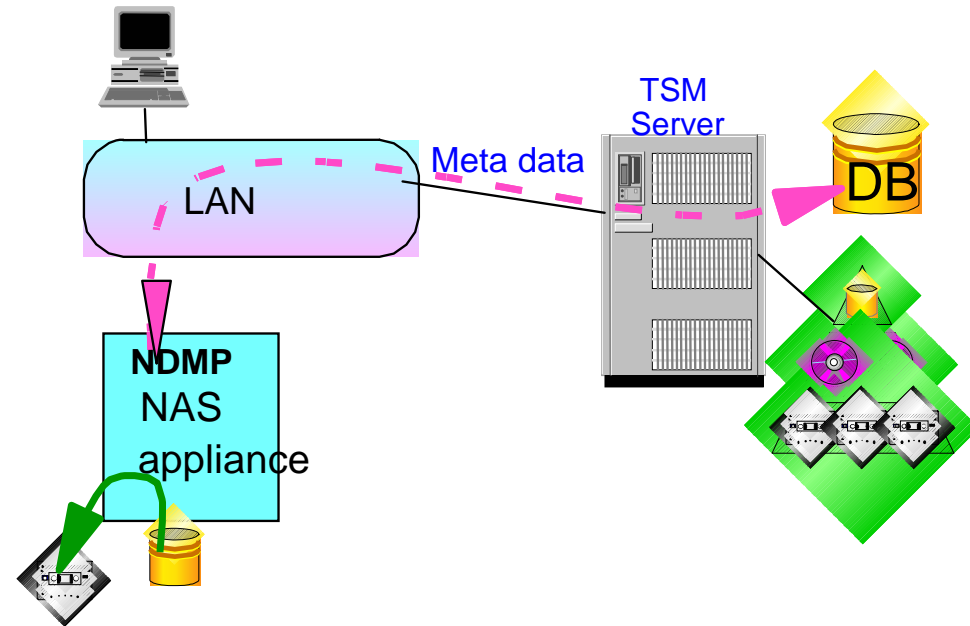 TSM
Server
Meta data
DB
LAN
NDMP
NAS
appliance